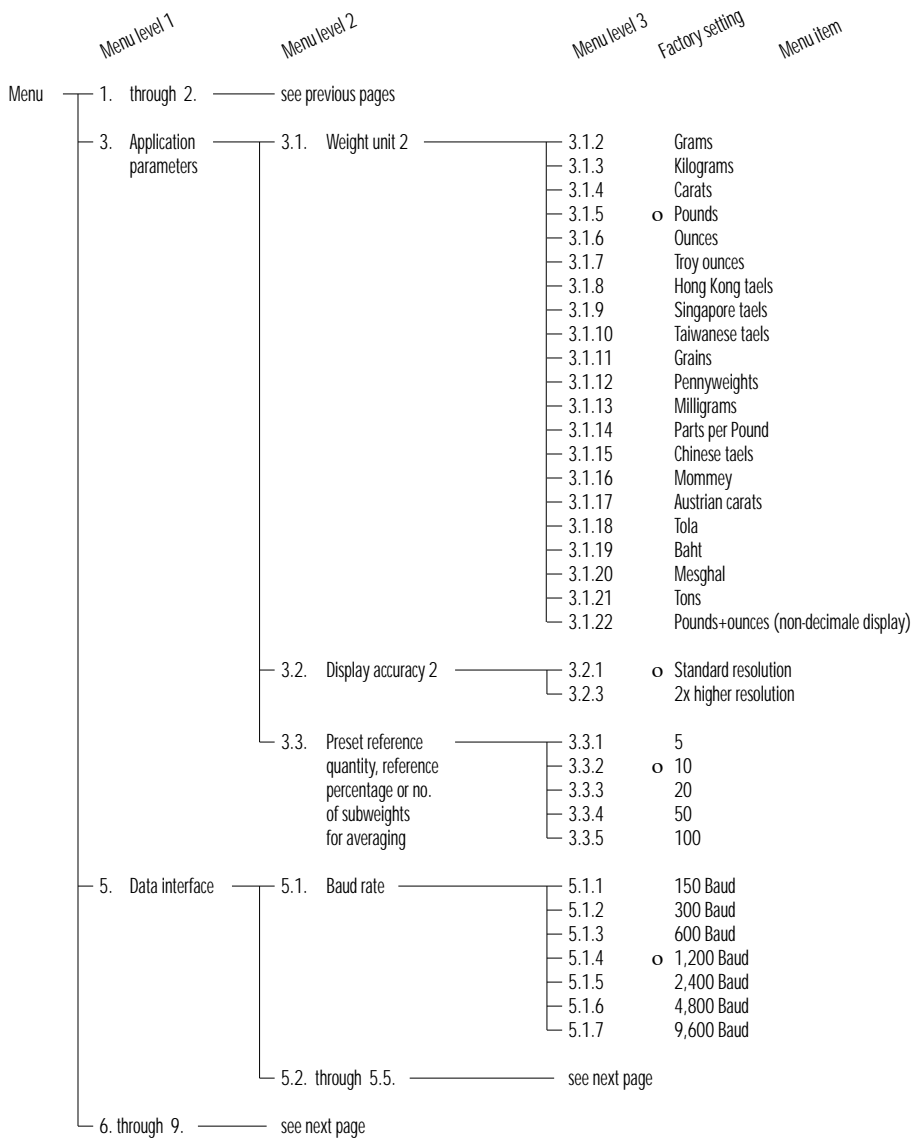 Menu level 1 Menu level 2 Menu level 3 Factory setting Menu item
Menu 1. through 2. see previous pages
3. Application 3.1. Weight unit 2 3.1.2 Grams
parameters 3.1.3 Kilograms
3.1.4 Carats
3.1.5 o Pounds
3.1.6 Ounces
3.1.7 Troy ounces
3.1.8 Hong Kong taels
3.1.9 Singapore taels
3.1.10 Taiwanese taels
3.1.11 Grains
3.1.12 Pennyweights
3.1.13 Milligrams
3.1.14 Parts per Pound
3.1.15 Chinese taels
3.1.16 Mommey
3.1.17 Austrian carats
3.1.18 Tola
3.1.19 Baht
3.1.20 Mesghal
3.1.21 Tons
3.1.22 Pounds+ounces (non-decimale display)
3.2. Display accuracy 2 3.2.1 o Standard resolution
3.2.3 2x higher resolution
3.3. Preset reference 3.3.1 5
quantity, reference 3.3.2 o 10
percentage or no. 3.3.3 20
of subweights 3.3.4 50
for averaging 3.3.5 100
5. Data interface 5.1. Baud rate 5.1.1 150 Baud
5.1.2 300 Baud
5.1.3 600 Baud
5.1.4 o 1,200 Baud
5.1.5 2,400 Baud
5.1.6 4,800 Baud
5.1.7 9,600 Baud
5.2. through 5.5. see next page
6. through 9. see next page